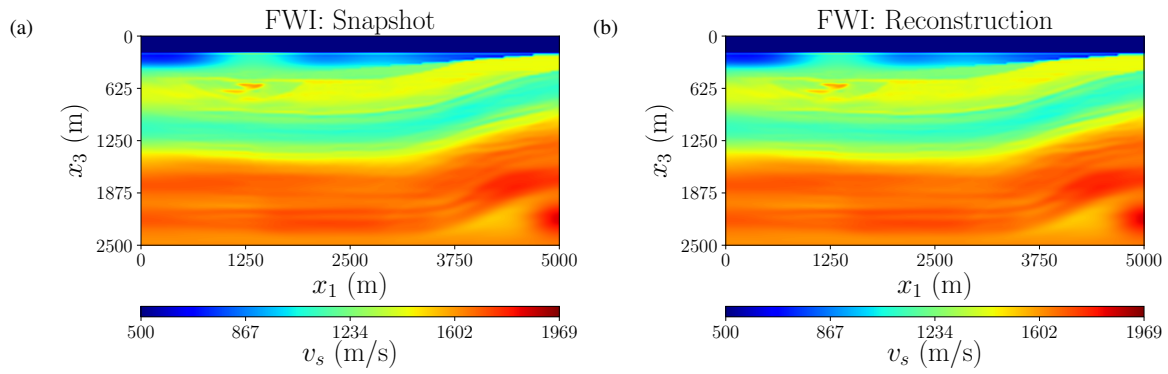 (a)
FWI: Snapshot
0
625
1250
1875
2500
x₃ (m)
0 1250 2500 3750 5000
x₁ (m)
500 867 1234 1602 1969
vₛ (m/s)
(b)
FWI: Reconstruction
0
625
1250
1875
2500
x₃ (m)
0 1250 2500 3750 5000
x₁ (m)
500 867 1234 1602 1969
vₛ (m/s)